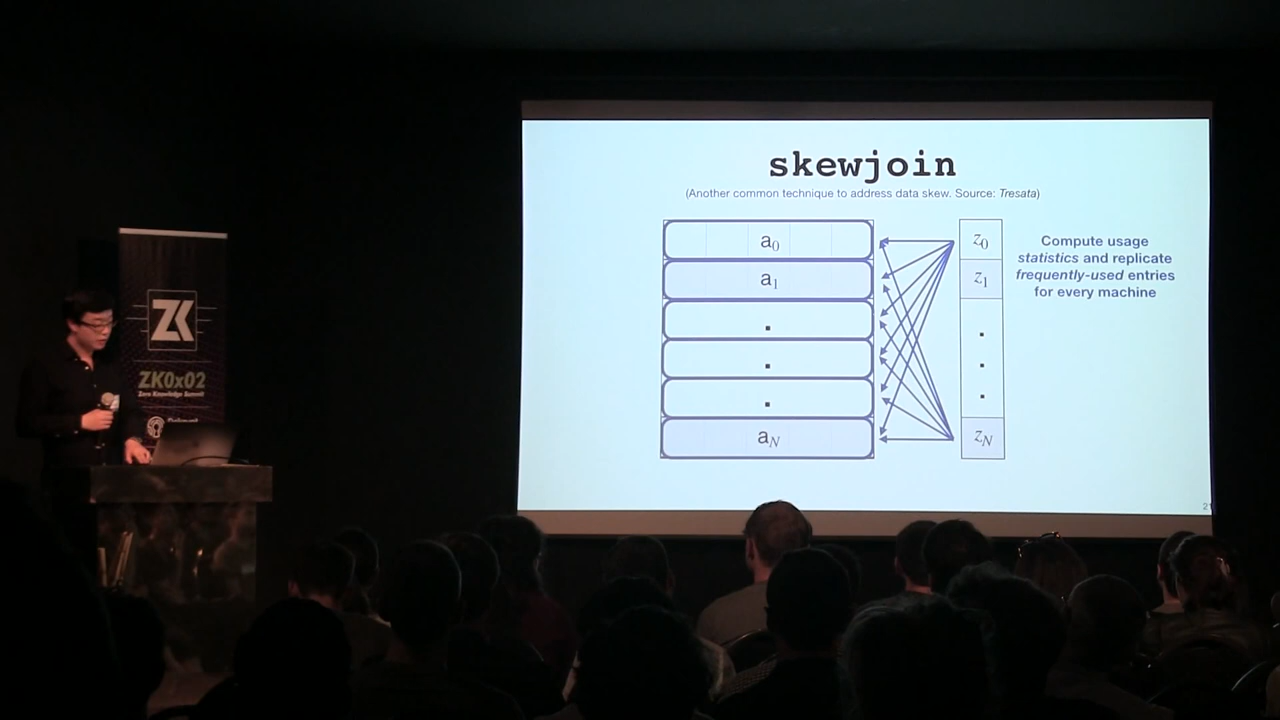 skewjoin
(Another common technique to address data skew. Source: Tresata)
a0
a1
.
.
.
aN
z0
z1
.
.
.
zN
Compute usage
statistics and replicate
frequently-used entries
for every machine
ZK
ZK0x02
Zero Knowledge Summit